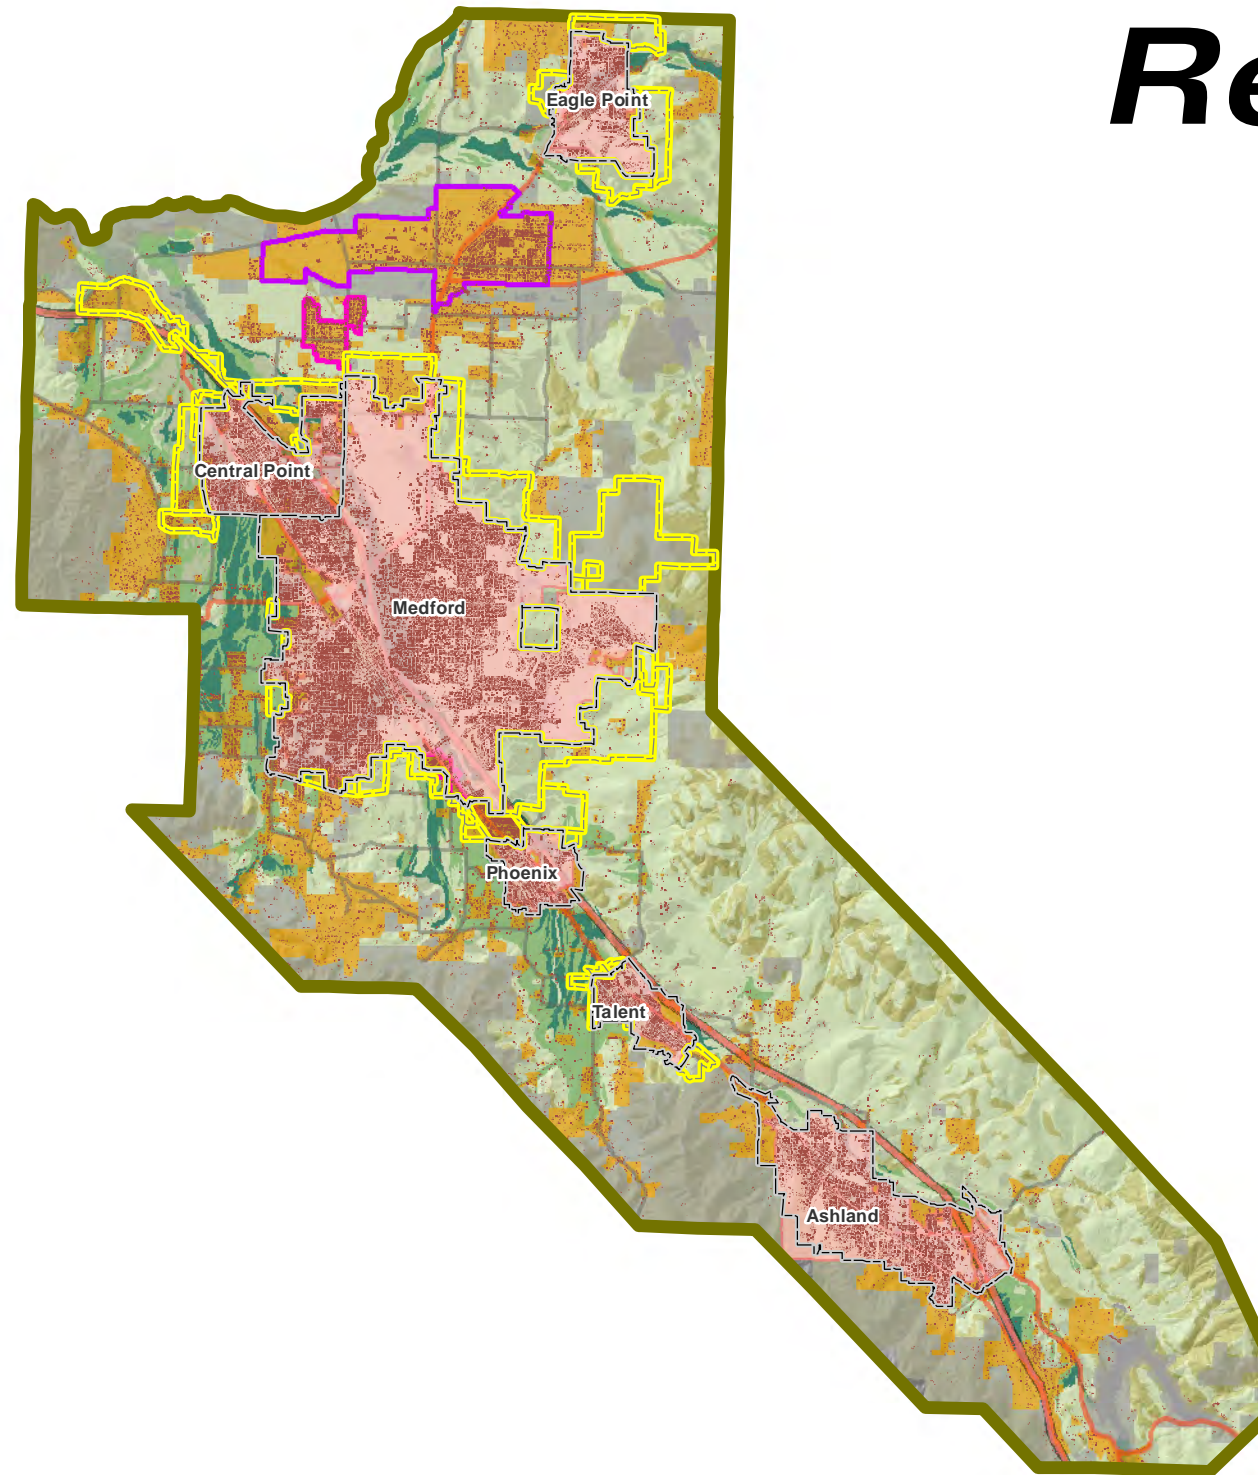 Re
Eagle Point
Central Point
Medford
Phoenix
Talent
Ashland